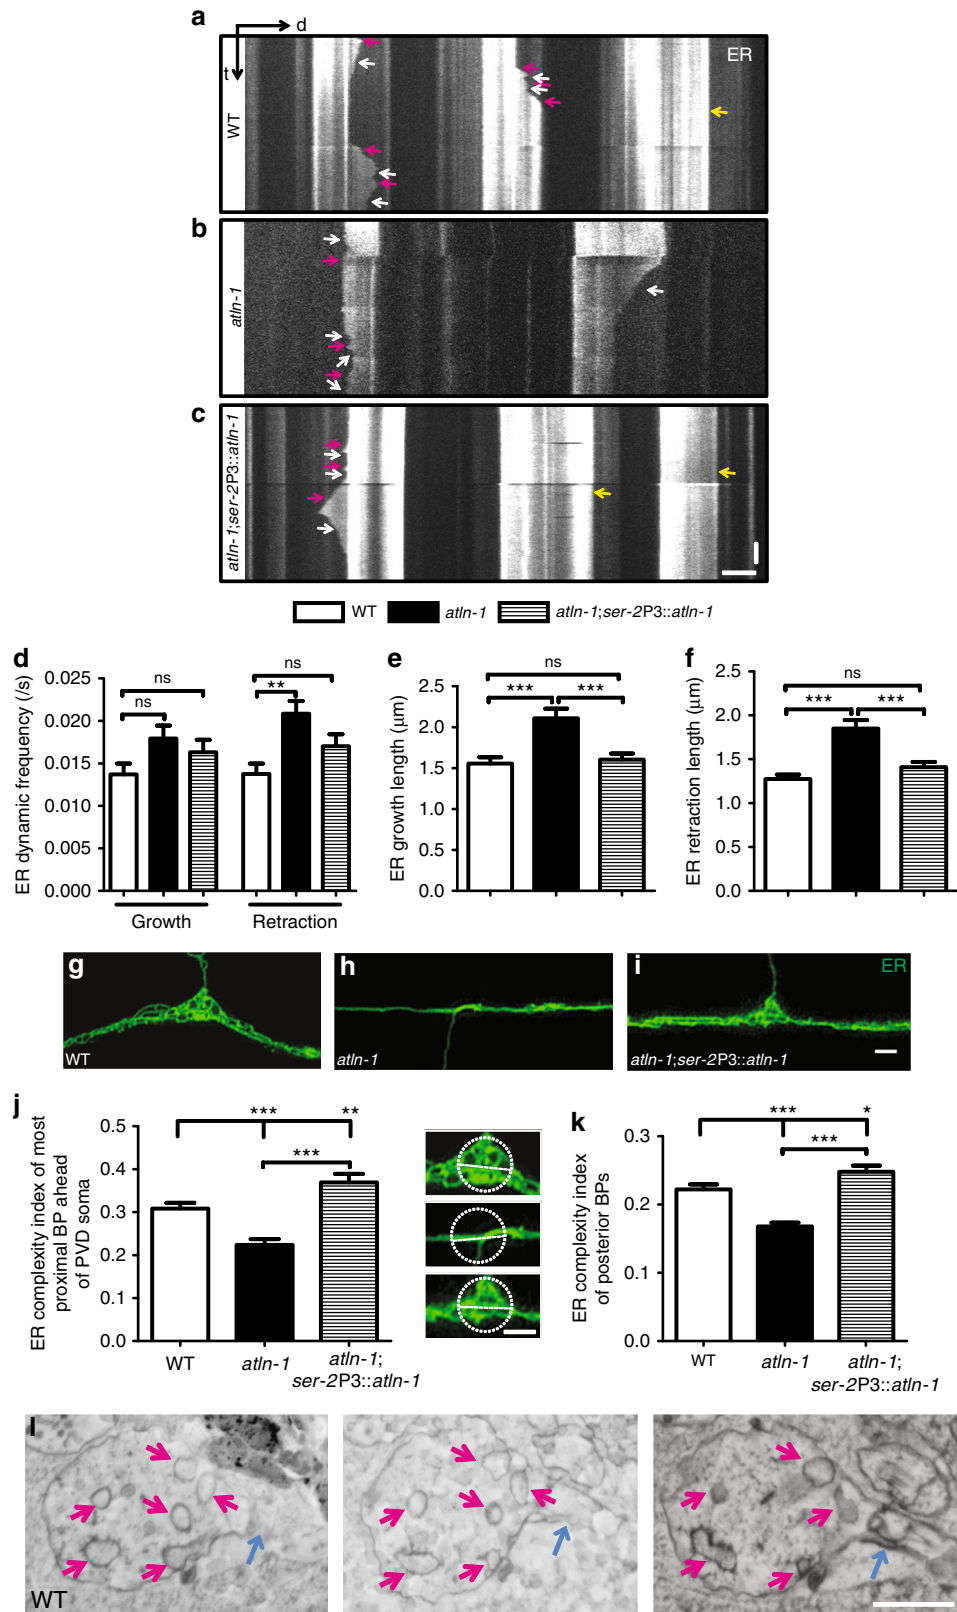 a
d
t
ER
WT
b
atln-1
c
atln-1;ser-2P3::atln-1
WT
atln-1
atln-1;ser-2P3::atln-1
d
ER dynamic frequency (/s)
0.025
0.020
0.015
0.010
0.005
0.000
ns
ns
ns
**
Growth
Retraction
e
ER growth length (μm)
2.5
2.0
1.5
1.0
0.5
0.0
ns
***
***
f
ER retraction length (μm)
2.5
2.0
1.5
1.0
0.5
0.0
ns
***
***
g
WT
h
atln-1
i
ER
atln-1;ser-2P3::atln-1
j
ER complexity index of most
proximal BP ahead
of PVD soma
0.5
0.4
0.3
0.2
0.1
0.0
***
**
***
WT
atln-1
atln-1;
ser-2P3::atln-1
k
ER complexity index
of posterior BPs
0.3
0.2
0.1
0.0
***
*
***
WT
atln-1
atln-1;
ser-2P3::atln-1
l
WT